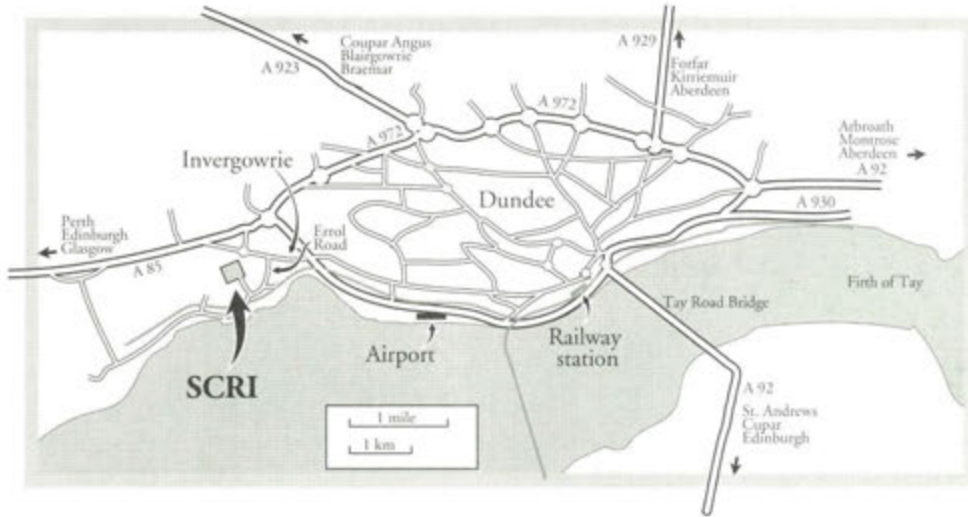 A 923
Coupar Angus
Blairgowrie
Braemar
A 929
Forfar
Kirriemuir
Aberdeen
A 972
A 972
Arbroath
Montrose
Aberdeen
A 92
A 930
Invergowrie
Dundee
Perth
Edinburgh
Glasgow
A 85
Errol
Road
Firth of Tay
Tay Road Bridge
SCRI
Airport
Railway
station
1 mile
1 km
A 92
St. Andrews
Cupar
Edinburgh